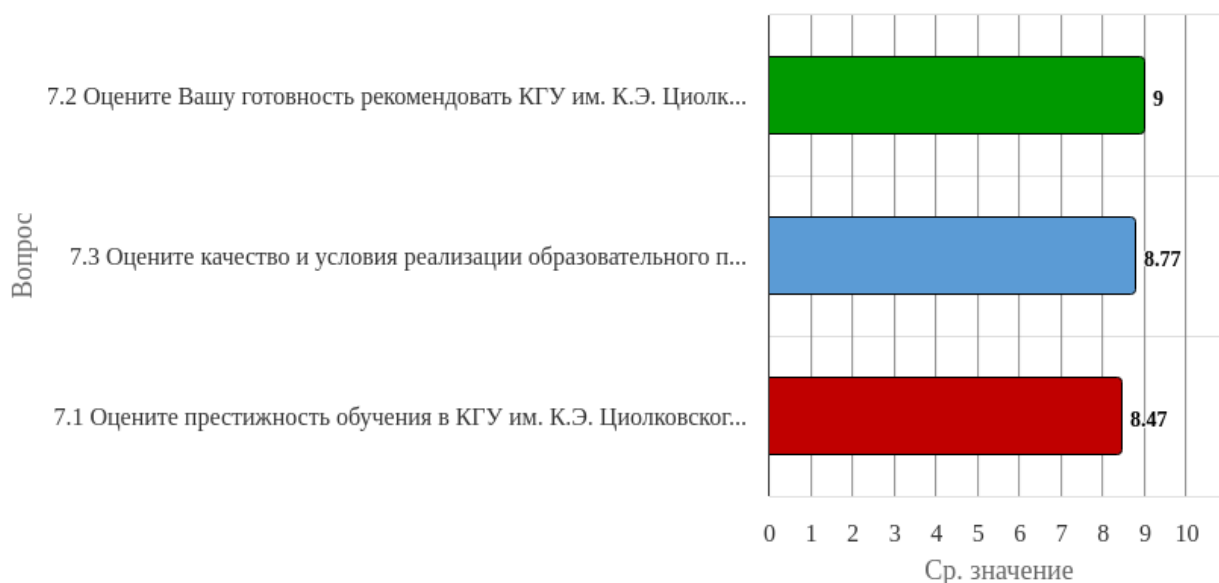 7.2 Оцените Вашу готовность рекомендовать КГУ им. К.Э. Циолк...
9
7.3 Оцените качество и условия реализации образовательного п...
8.77
7.1 Оцените престижность обучения в КГУ им. К.Э. Циолковског...
8.47
Вопрос
0 1 2 3 4 5 6 7 8 9 10
Ср. значение